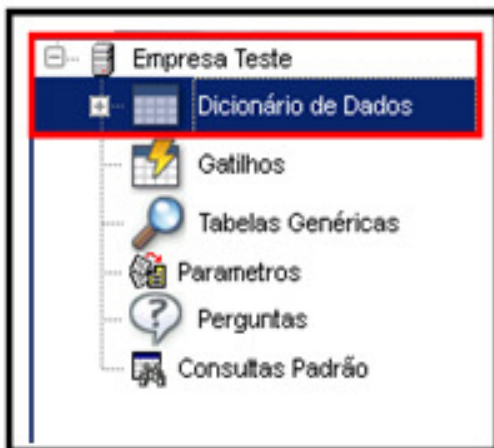 Empresa Teste
Dicionário de Dados
Gatilhos
Tabelas Genéricas
Parametros
Perguntas
Consultas Padrão